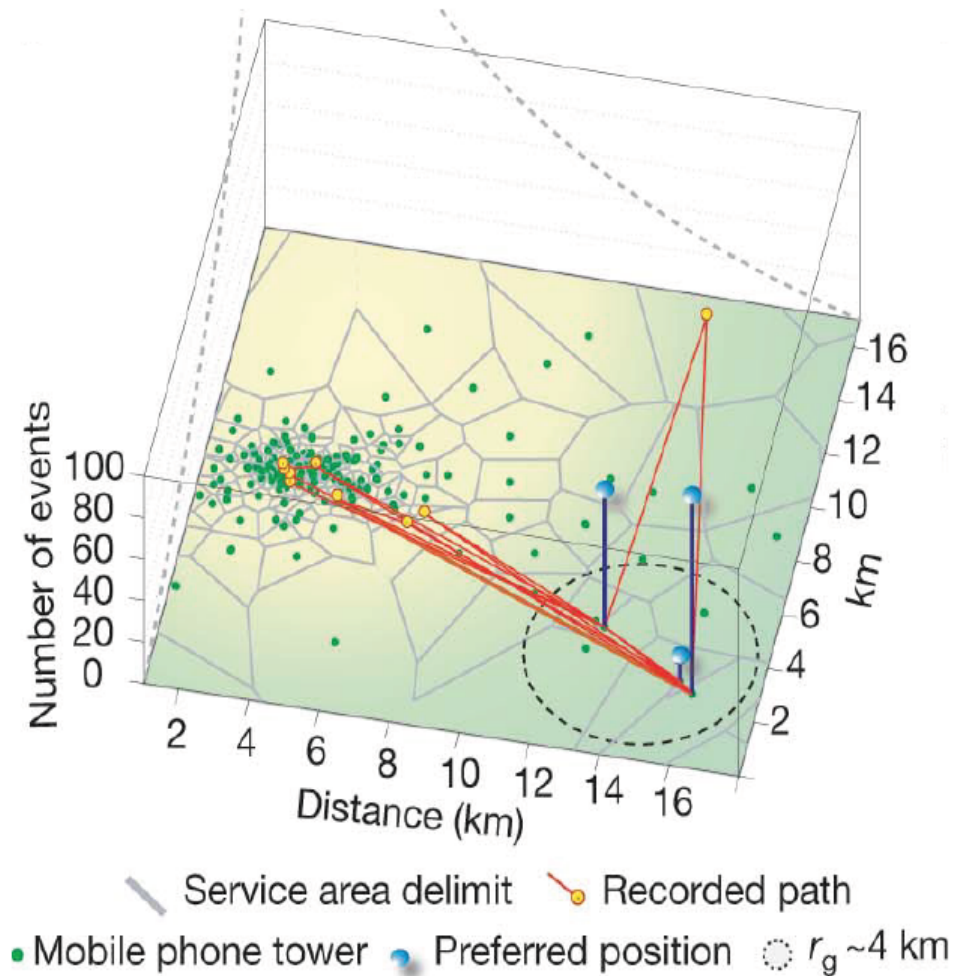 Number of events
100
80
60
40
20
0
2
4
6
8
10
12
14
16
Distance (km)
16
14
12
10
8
6
4
2
km
Service area delimit
Recorded path
Mobile phone tower
Preferred position
rg ~4 km